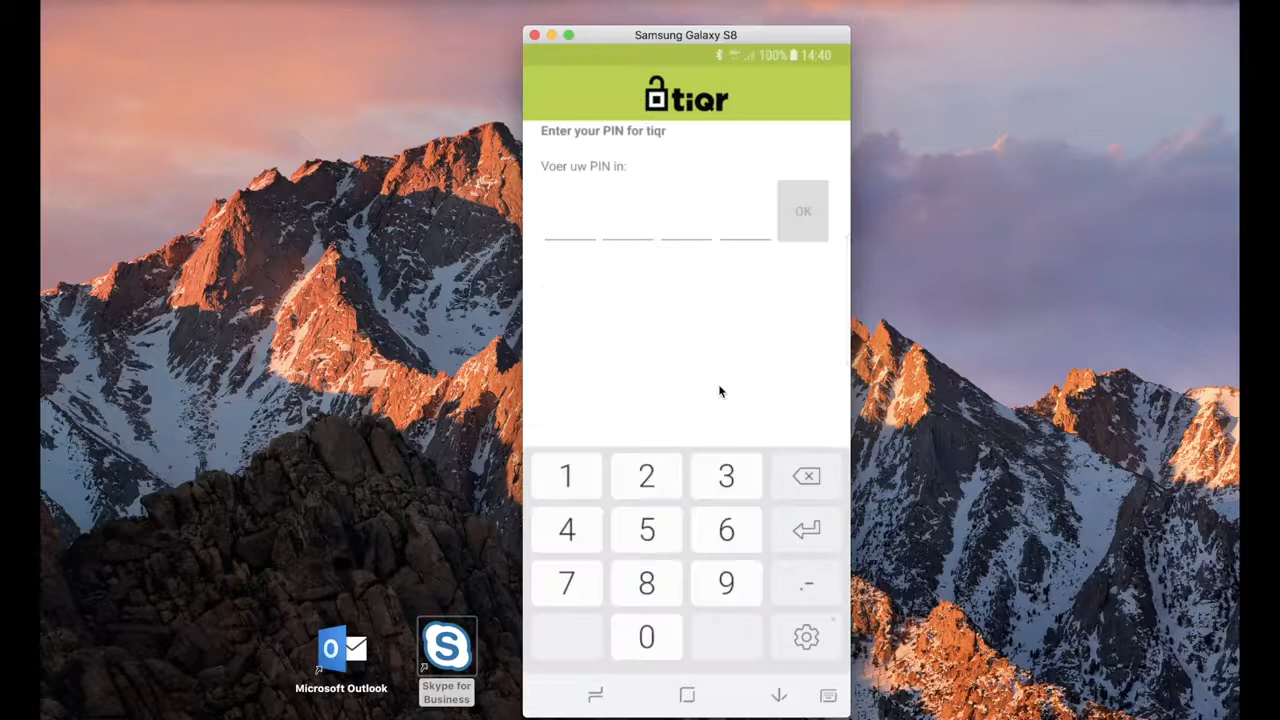 Samsung Galaxy S8
100% 14:40
tiqr
Enter your PIN for tiqr
Voer uw PIN in:
OK
1 2 3
4 5 6
7 8 9 .-
0
Microsoft Outlook
Skype for
Business